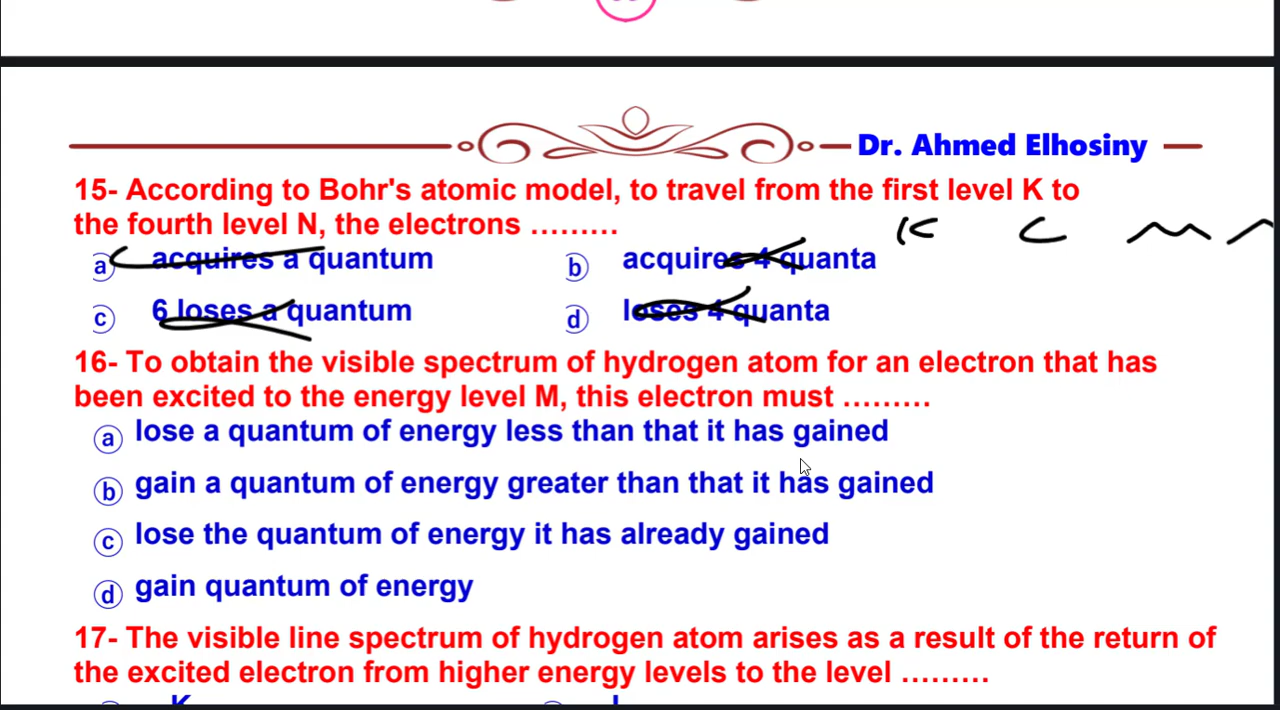 Dr. Ahmed Elhosiny
15- According to Bohr's atomic model, to travel from the first level K to
the fourth level N, the electrons .........
K L M
a acquires a quantum
b acquires 4 quanta
c 6 loses a quantum
d loses 4 quanta
16- To obtain the visible spectrum of hydrogen atom for an electron that has
been excited to the energy level M, this electron must .........
a lose a quantum of energy less than that it has gained
b gain a quantum of energy greater than that it has gained
c lose the quantum of energy it has already gained
d gain quantum of energy
17- The visible line spectrum of hydrogen atom arises as a result of the return of
the excited electron from higher energy levels to the level .........